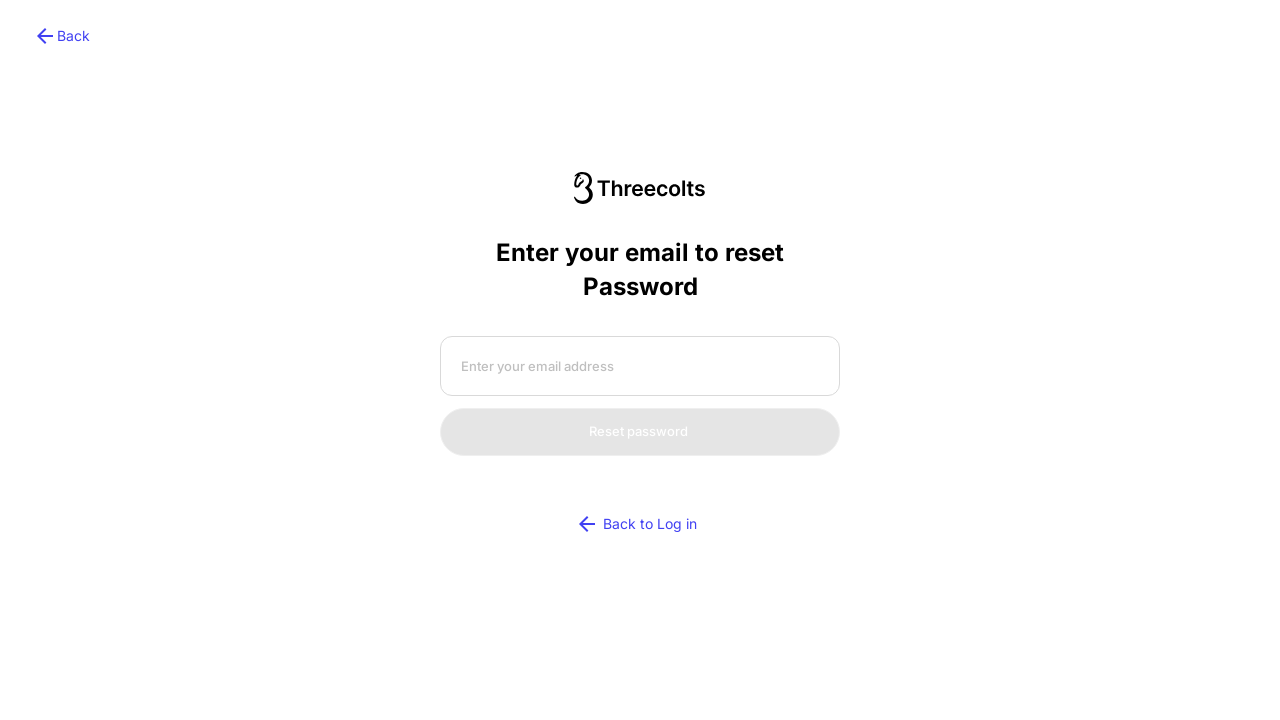 Back
Threecolts
Enter your email to reset
Password
Enter your email address
Reset password
Back to Log in